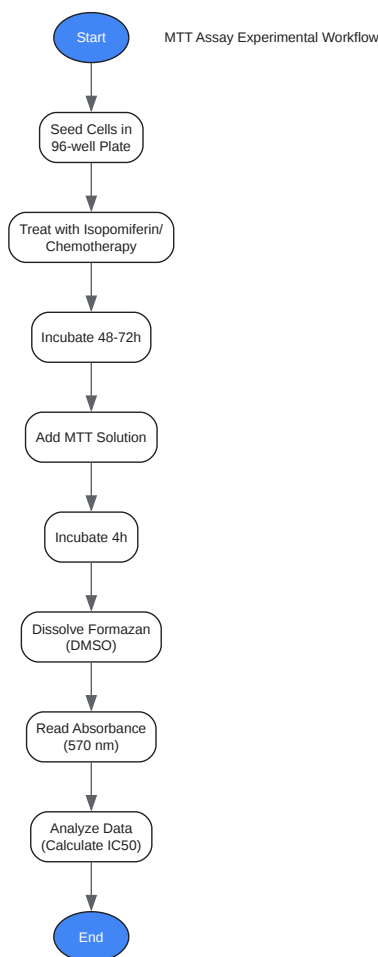 Start
MTT Assay Experimental Workflow
Seed Cells in
96-well Plate
Treat with Isopomiferin/
Chemotherapy
Incubate 48-72h
Add MTT Solution
Incubate 4h
Dissolve Formazan
(DMSO)
Read Absorbance
(570 nm)
Analyze Data
(Calculate IC50)
End